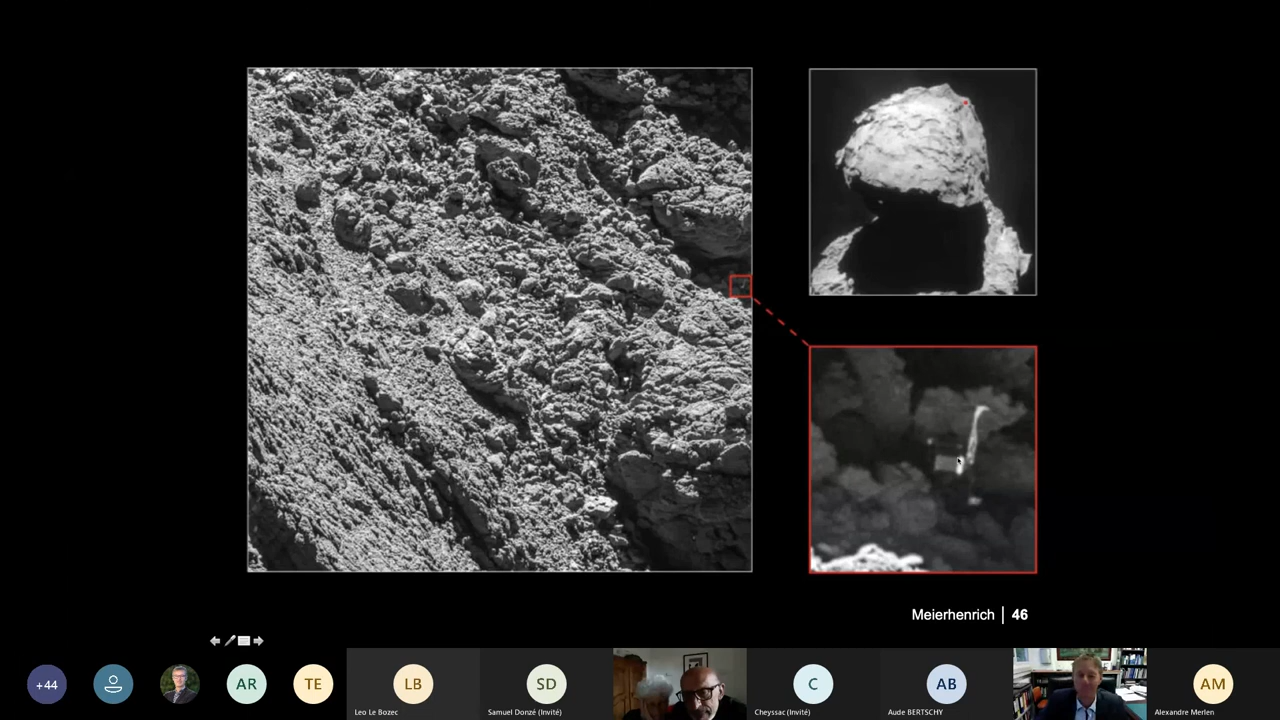 Meierhenrich | 46
+44
AR
TE
LB
Leo Le Bozec
SD
Samuel Donzé (Invité)
C
Cheyssac (Invité)
AB
Aude BERTSCHY
AM
Alexandre Merlen